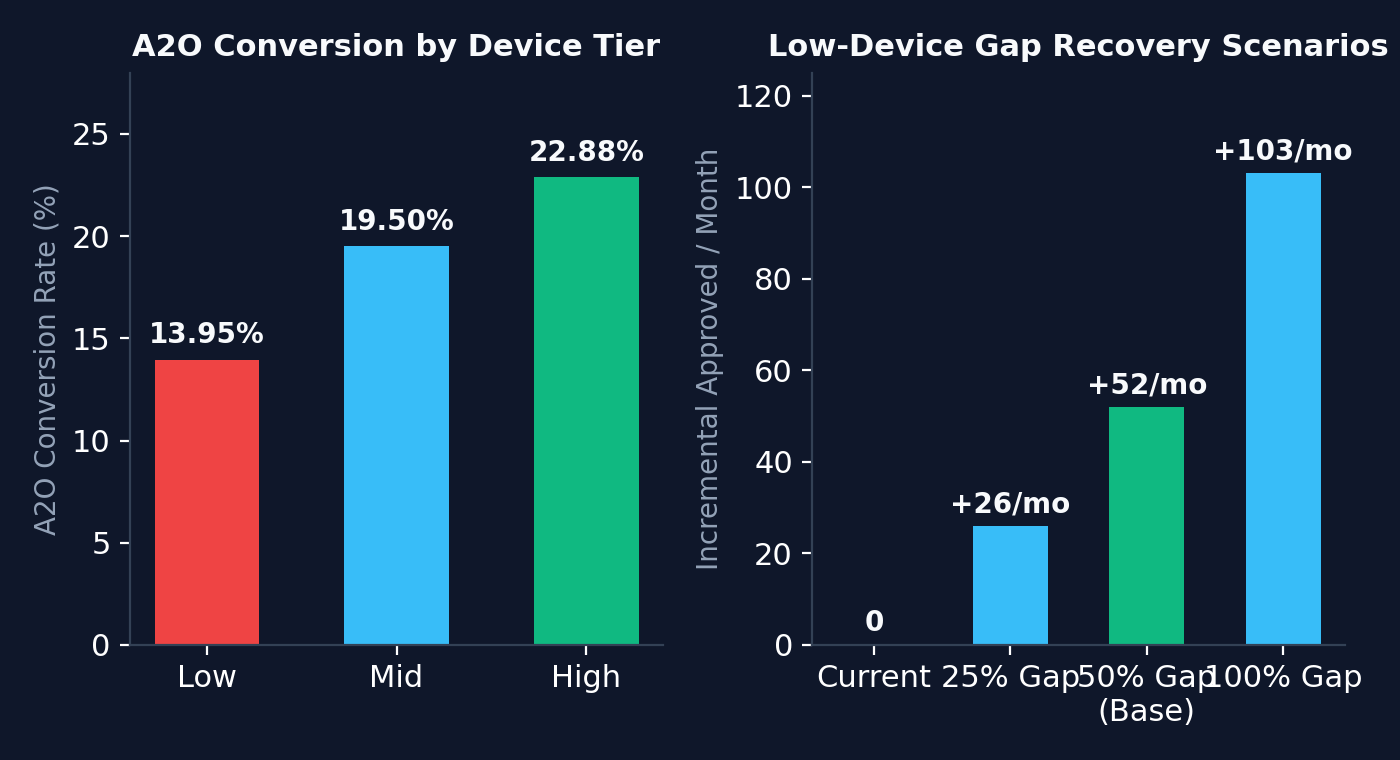 A2O Conversion by Device Tier
A2O Conversion Rate (%)
25
20
15
10
5
0
13.95%
19.50%
22.88%
Low
Mid
High
Low-Device Gap Recovery Scenarios
Incremental Approved / Month
120
100
80
60
40
20
0
0
+26/mo
+52/mo
+103/mo
Current
25% Gap
50% Gap
(Base)
100% Gap